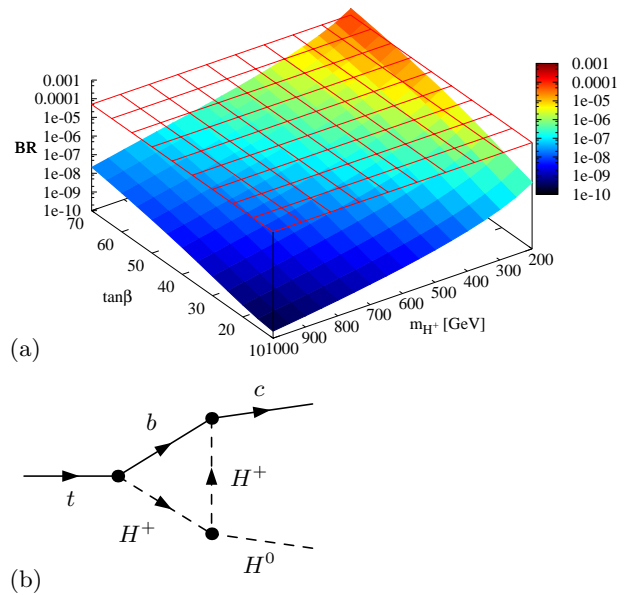 0.001
0.0001
1e-05
1e-06
1e-07
1e-08
1e-09
1e-10
BR
70
60
50
40
30
20
10
tanβ
1000
900
800
700
600
500
400
300
200
m_H⁺ [GeV]
0.001
0.0001
1e-05
1e-06
1e-07
1e-08
1e-09
1e-10
(a)
t
b
c
H⁺
H⁺
H⁰
(b)